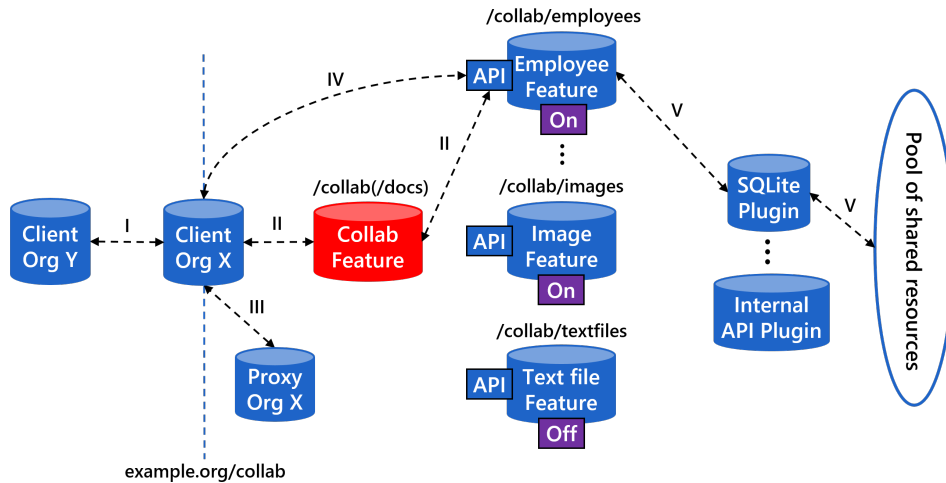 /collab/employees
API
Employee
Feature
On
IV
II
V
/collab(/docs)
/collab/images
Client
Org Y
I
Client
Org X
II
Collab
Feature
API
Image
Feature
On
SQLite
Plugin
V
Pool of shared resources
Internal
API Plugin
III
Proxy
Org X
/collab/textfiles
API
Text file
Feature
Off
example.org/collab